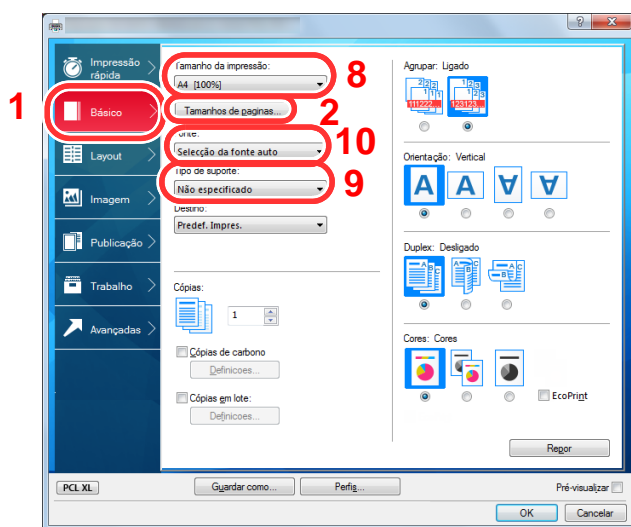 Impressão rápida
Básico
Layout
Imagem
Publicação
Trabalho
Avançadas
1
Tamanho da impressão:
A4 [100%]
8
Tamanhos de paginas...
2
Fonte:
Selecção da fonte auto
10
Tipo de suporte:
Não especificado
9
Destino:
Predef. Impres.
Cópias:
1
Cópias de carbono
Definicoes...
Cópias em lote:
Definicoes...
Agrupar: Ligado
111222...
123123...
Orientação: Vertical
A A A A
Duplex: Desligado
Cores: Cores
EcoPrint
Repor
PCL XL
Guardar como...
Perfis...
Pré-visualizar
OK
Cancelar